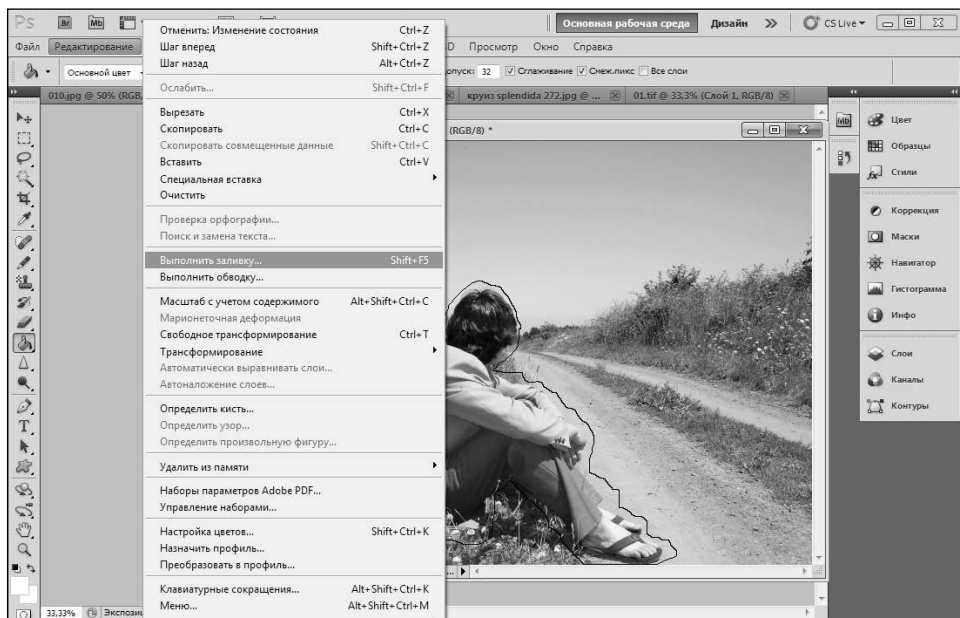 Ps Br Mb Основная рабочая среда Дизайн >> CS Live
Файл Редактирование D Просмотр Окно Справка
Основной цвет опуск: 32 Сглаживание Смеж.пикс Все слои
010.jpg @ 50% (RGB, круиз splendida 272.jpg @ ... 01.tif @ 33,3% (Слой 1, RGB/8)
(RGB/8) *
Отменить: Изменение состояния Ctrl+Z
Шаг вперед Shift+Ctrl+Z
Шаг назад Alt+Ctrl+Z
Ослабить... Shift+Ctrl+F
Вырезать Ctrl+X
Скопировать Ctrl+C
Скопировать совмещенные данные Shift+Ctrl+C
Вставить Ctrl+V
Специальная вставка
Очистить
Проверка орфографии...
Поиск и замена текста...
Выполнить заливку... Shift+F5
Выполнить обводку...
Масштаб с учетом содержимого Alt+Shift+Ctrl+C
Марионеточная деформация
Свободное трансформирование Ctrl+T
Трансформирование
Автоматически выравнивать слои...
Автоналожение слоев...
Определить кисть...
Определить узор...
Определить произвольную фигуру...
Удалить из памяти
Наборы параметров Adobe PDF...
Управление наборами...
Настройка цветов... Shift+Ctrl+K
Назначить профиль...
Преобразовать в профиль...
Клавиатурные сокращения... Alt+Shift+Ctrl+K
Меню... Alt+Shift+Ctrl+M
Mb
Цвет
Образцы
Стили
Коррекция
Маски
Навигатор
Гистограмма
Инфо
Слои
Каналы
Контуры
33,33% Экспозиц